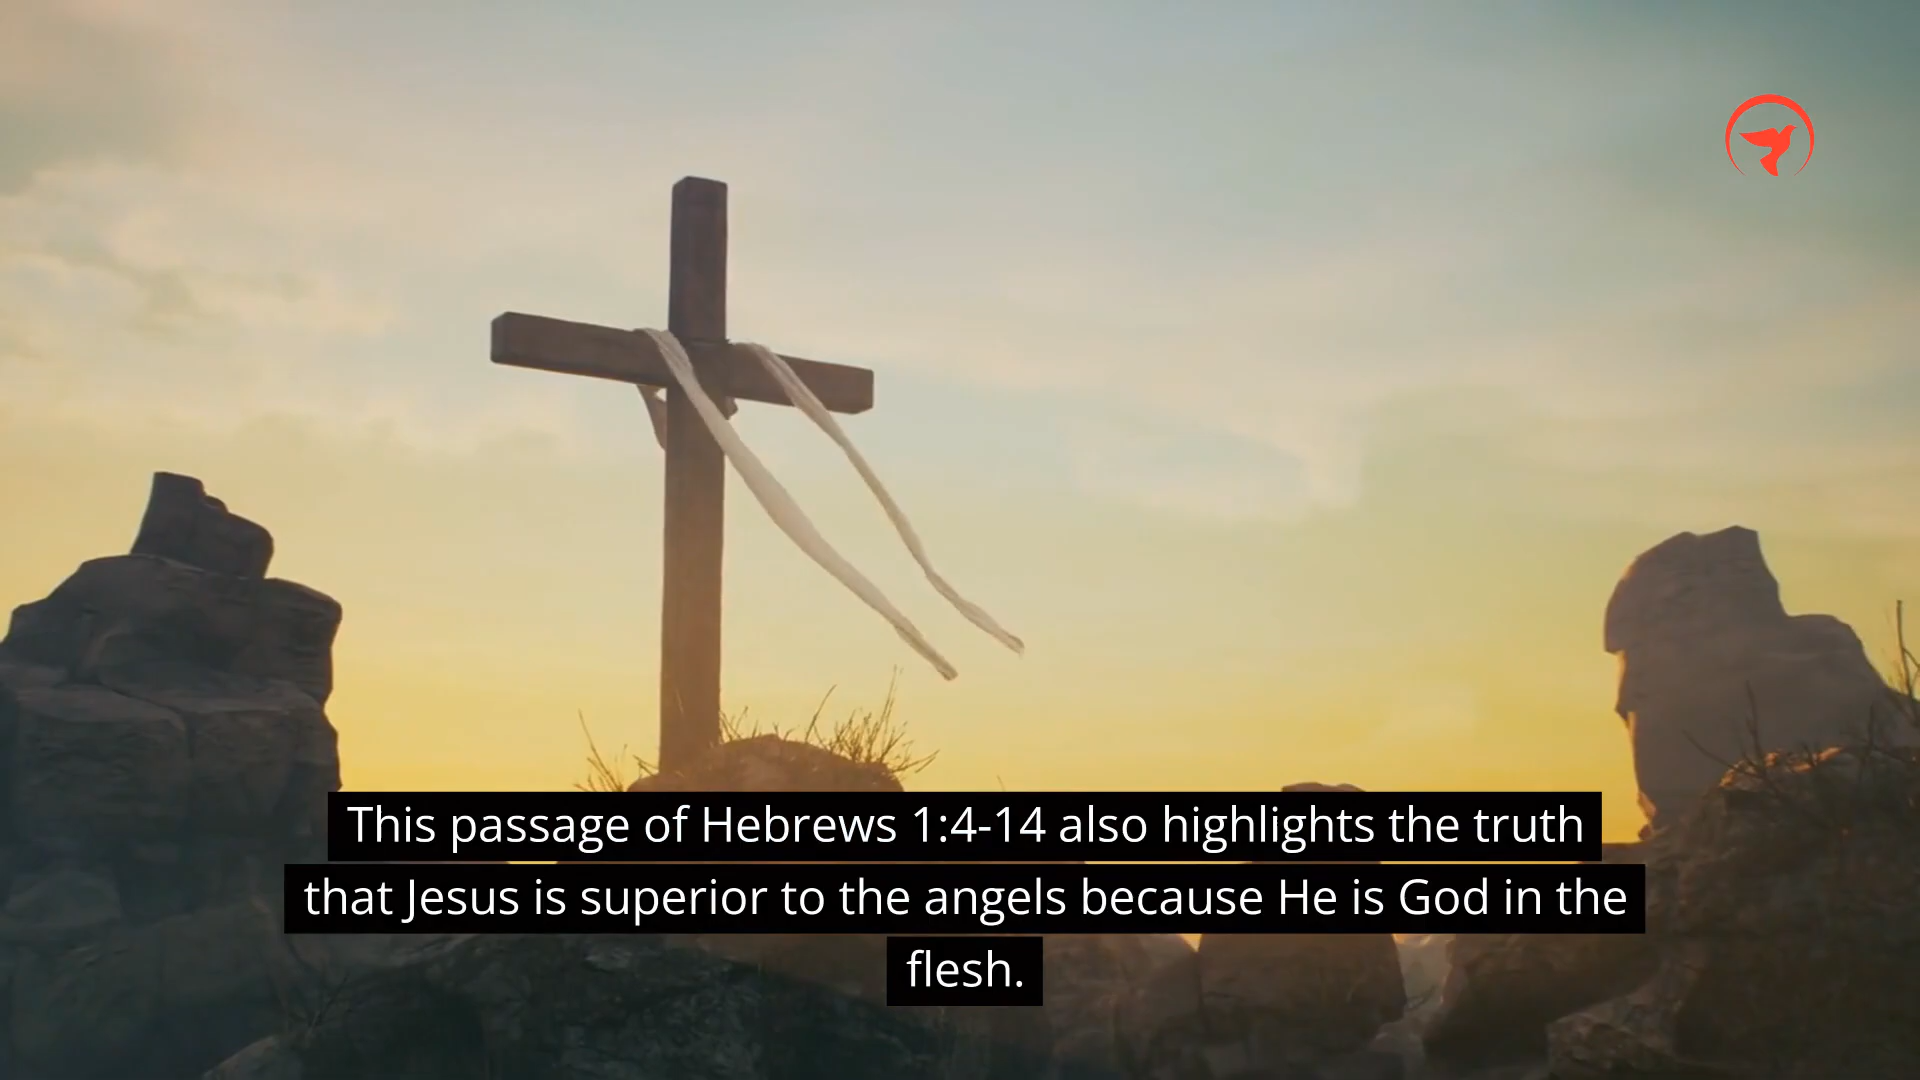 This passage of Hebrews 1:4-14 also highlights the truth
that Jesus is superior to the angels because He is God in the
flesh.